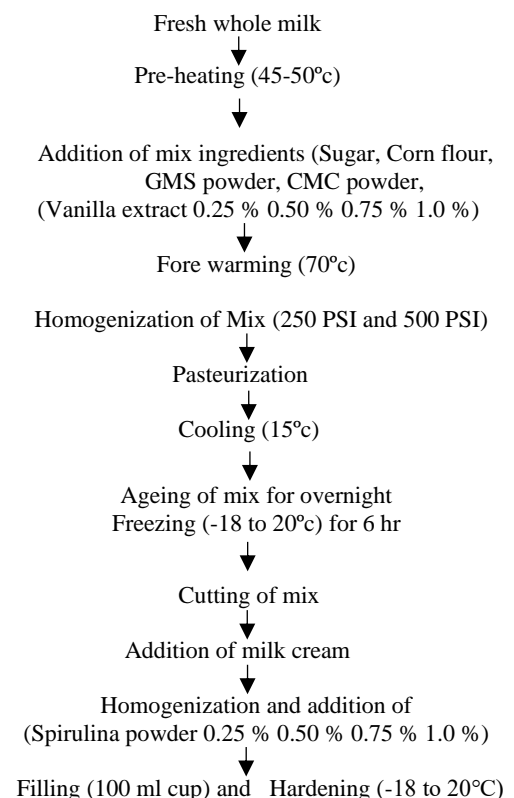 Fresh whole milk
Pre-heating (45-50ºc)
Addition of mix ingredients (Sugar, Corn flour,
GMS powder, CMC powder,
(Vanilla extract 0.25 % 0.50 % 0.75 % 1.0 %)
Fore warming (70ºc)
Homogenization of Mix (250 PSI and 500 PSI)
Pasteurization
Cooling (15ºc)
Ageing of mix for overnight
Freezing (-18 to 20ºc) for 6 hr
Cutting of mix
Addition of milk cream
Homogenization and addition of
(Spirulina powder 0.25 % 0.50 % 0.75 % 1.0 %)
Filling (100 ml cup) and Hardening (-18 to 20°C)